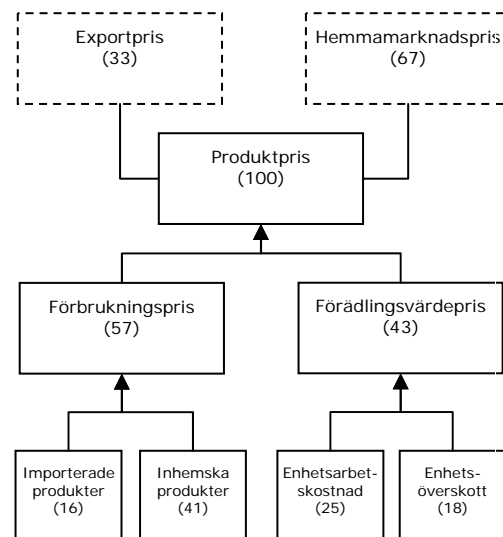 Exportpris
(33)
Hemmamarknadspris
(67)
Produktpris
(100)
Förbrukningspris
(57)
Förädlingsvärdepris
(43)
Importerade
produkter
(16)
Inhemska
produkter
(41)
Enhetsarbet-
skostnad
(25)
Enhets-
överskott
(18)